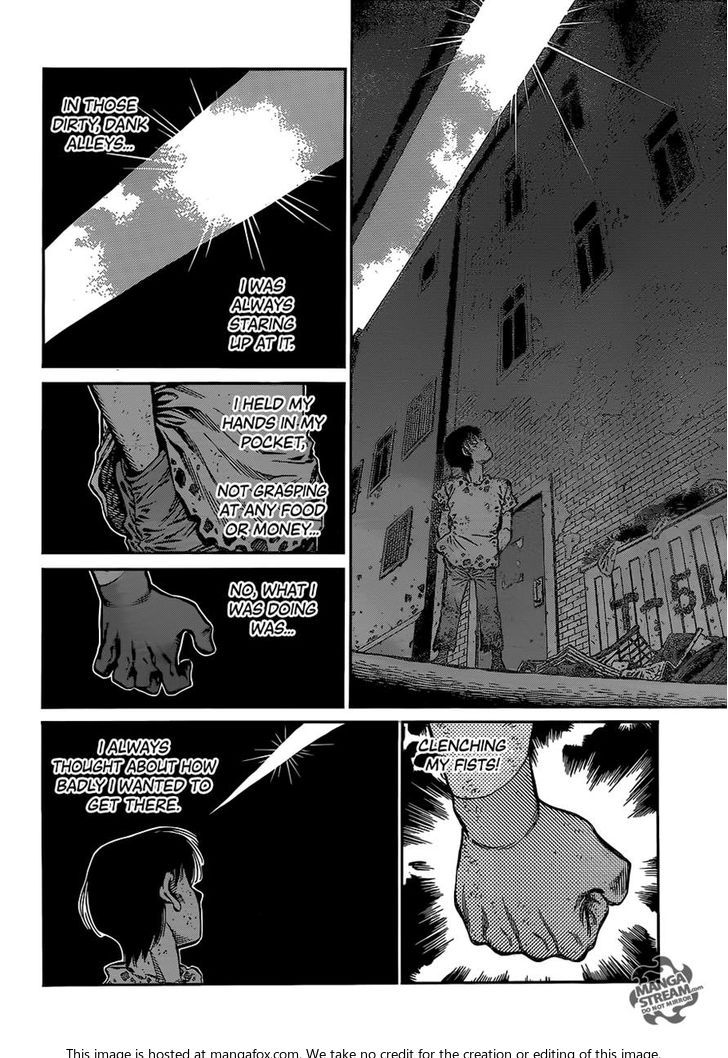 IN THOSE
DIRTY, DANK
ALLEYS...
I WAS
ALWAYS
STARING
UP AT IT.
I HELD MY
HANDS IN MY
POCKET,
NOT GRASPING
AT ANY FOOD
OR MONEY...
NO, WHAT I
WAS DOING
WAS...
T-51
I ALWAYS
THOUGHT ABOUT HOW
BADLY I WANTED TO
GET THERE.
CLENCHING
MY FISTS!
MANGA
STREAM.com
DO NOT MIRROR
This image is hosted at mangafox.com. We take no credit for the creation or editing of this image.